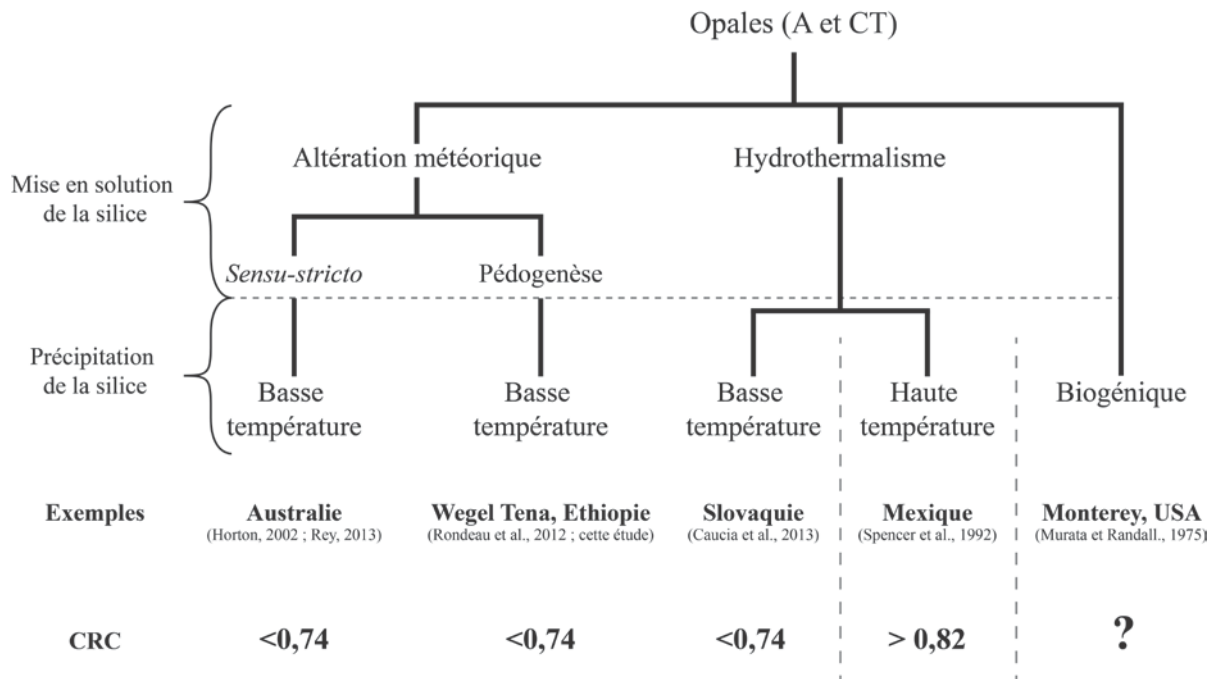 Opales (A et CT)
Altération météorique
Hydrothermalisme
Mise en solution
de la silice
Sensu-stricto
Pédogenèse
Précipitation
de la silice
Basse
température
Basse
température
Basse
température
Haute
température
Biogénique
Exemples
Australie
(Horton, 2002 ; Rey, 2013)
Wegel Tena, Ethiopie
(Rondeau et al., 2012 ; cette étude)
Slovaquie
(Caucia et al., 2013)
Mexique
(Spencer et al., 1992)
Monterey, USA
(Murata et Randall., 1975)
CRC
<0,74
<0,74
<0,74
> 0,82
?